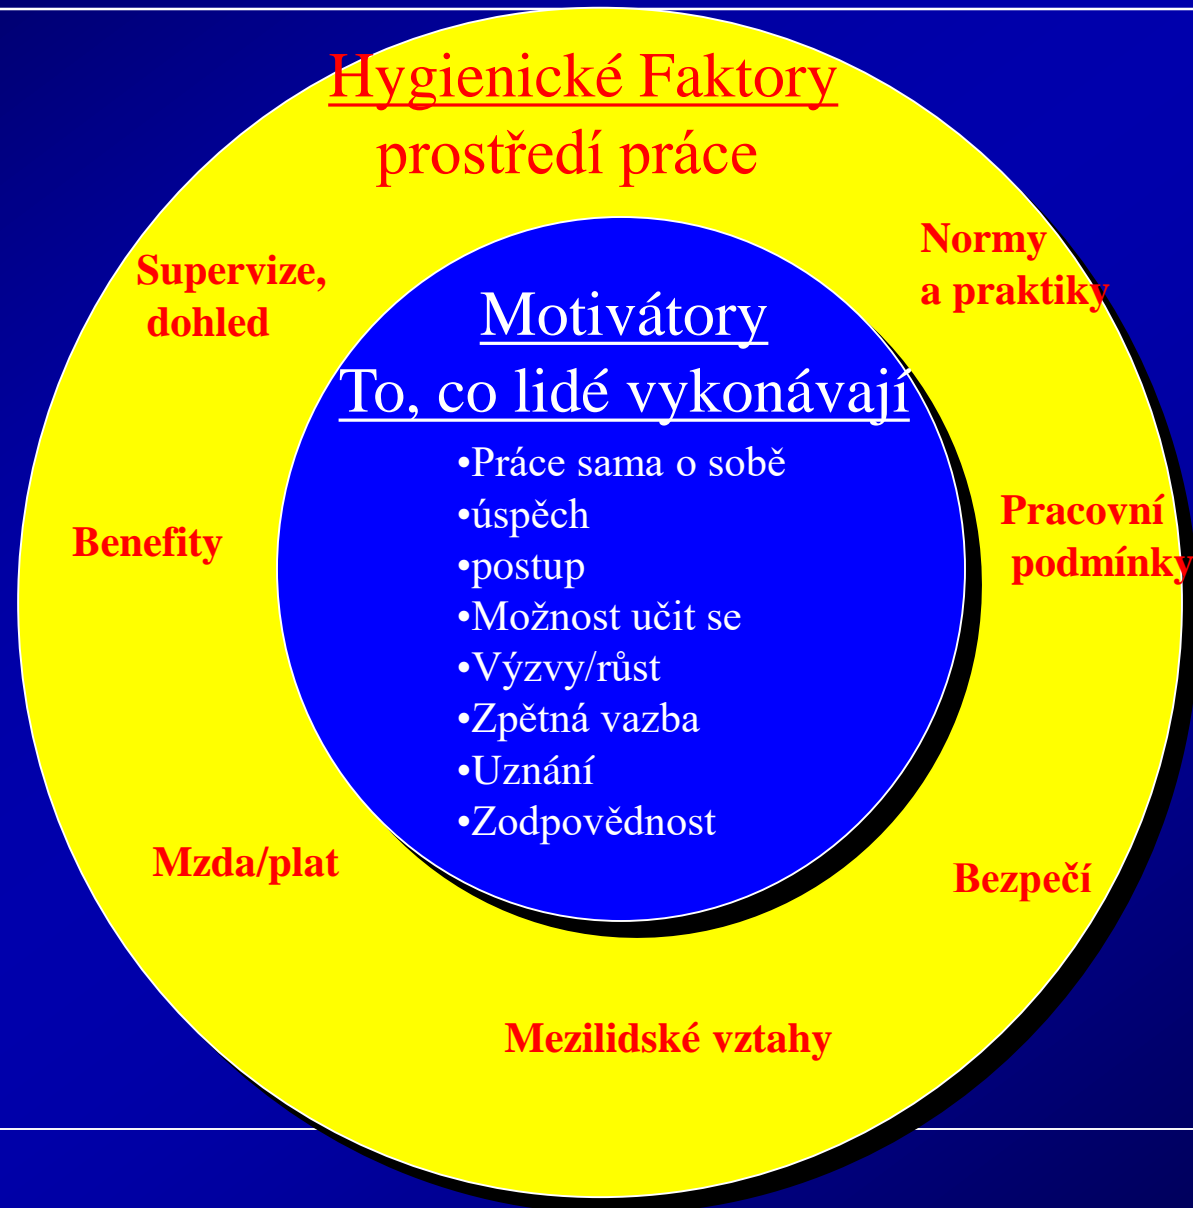 Hygienické Faktory
prostředí práce
Supervize,
dohled
Normy
a praktiky
Motivátory
To, co lidé vykonávají
•Práce sama o sobě
•úspěch
•postup
•Možnost učit se
•Výzvy/růst
•Zpětná vazba
•Uznání
•Zodpovědnost
Benefity
Pracovní
podmínky
Mzda/plat
Bezpečí
Mezilidské vztahy